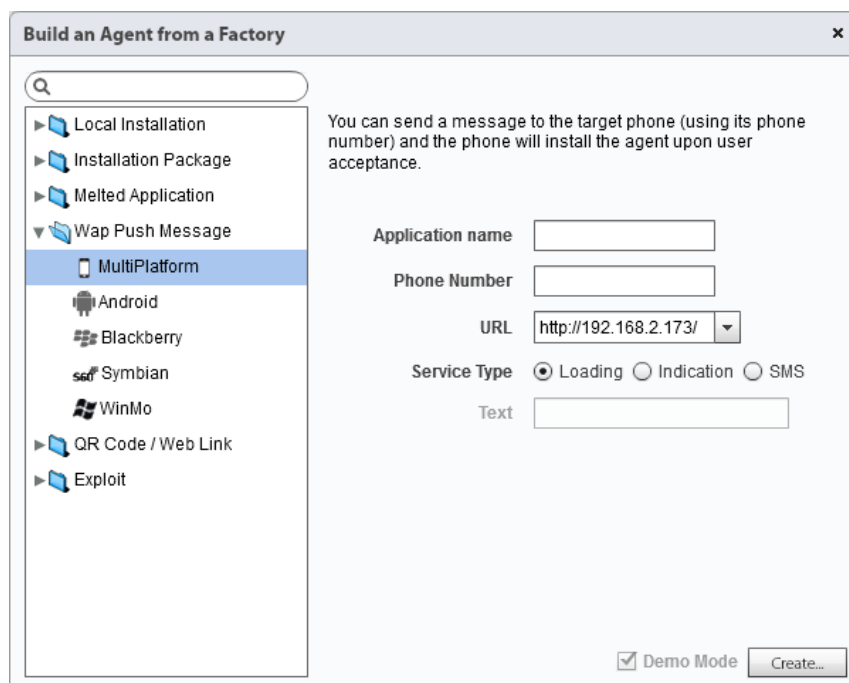 Build an Agent from a Factory
Local Installation
Installation Package
Melted Application
Wap Push Message
MultiPlatform
Android
Blackberry
S60 Symbian
WinMo
QR Code / Web Link
Exploit
You can send a message to the target phone (using its phone
number) and the phone will install the agent upon user
acceptance.
Application name
Phone Number
URL http://192.168.2.173/
Service Type Loading Indication SMS
Text
Demo Mode Create...